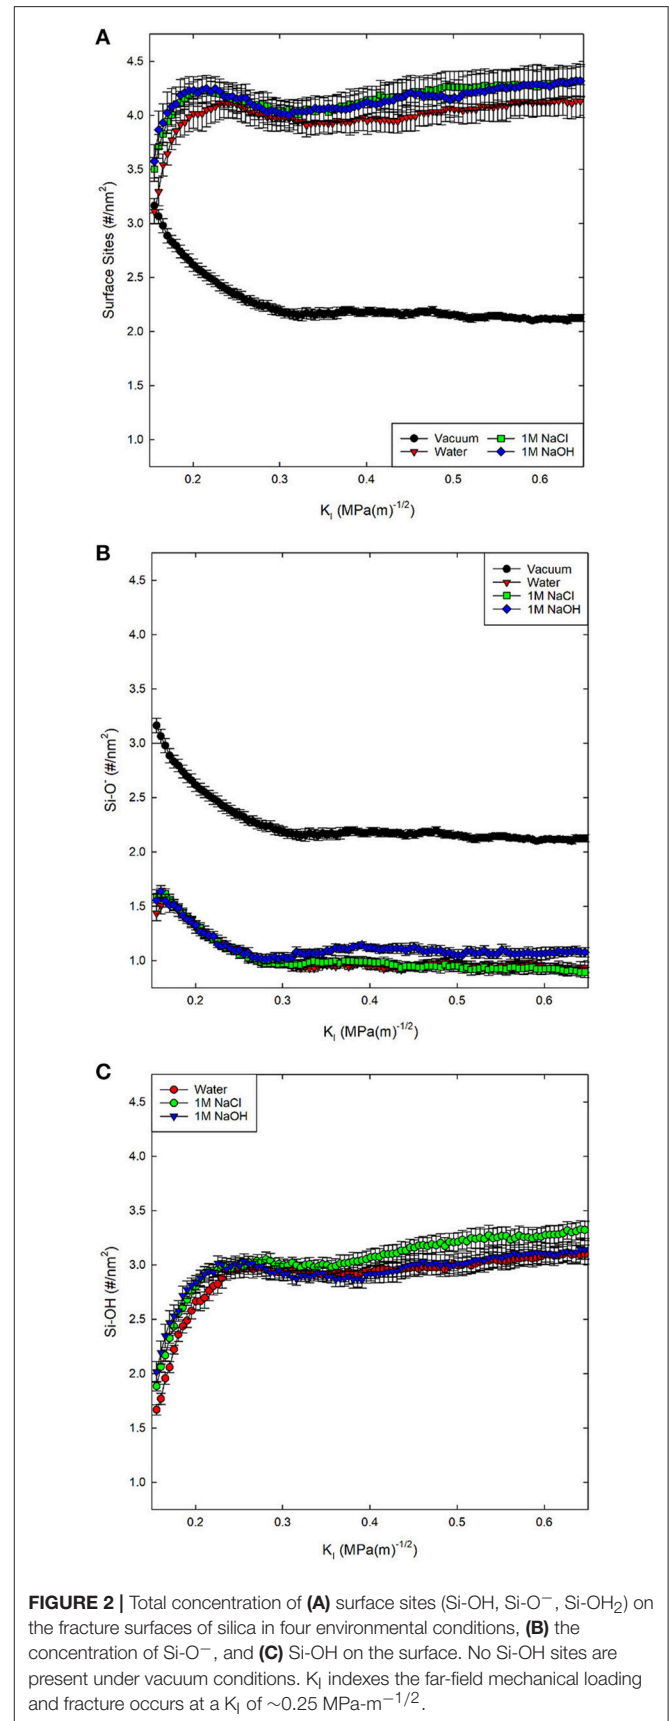 A
4.5
4.0
3.5
3.0
2.5
2.0
1.5
1.0
Surface Sites (#/nm²)
Vacuum
Water
1M NaCl
1M NaOH
0.2 0.3 0.4 0.5 0.6
K_I (MPa(m)^-1/2)
B
4.5
4.0
3.5
3.0
2.5
2.0
1.5
1.0
Si-O⁻ (#/nm²)
Vacuum
Water
1M NaCl
1M NaOH
0.2 0.3 0.4 0.5 0.6
K_I (MPa(m)^-1/2)
C
4.5
4.0
3.5
3.0
2.5
2.0
1.5
1.0
Si-OH (#/nm²)
Water
1M NaCl
1M NaOH
0.2 0.3 0.4 0.5 0.6
K_I (MPa(m)^-1/2)
FIGURE 2 | Total concentration of (A) surface sites (Si-OH, Si-O⁻, Si-OH₂) on
the fracture surfaces of silica in four environmental conditions, (B) the
concentration of Si-O⁻, and (C) Si-OH on the surface. No Si-OH sites are
present under vacuum conditions. K_I indexes the far-field mechanical loading
and fracture occurs at a K_I of ~0.25 MPa-m^−1/2.